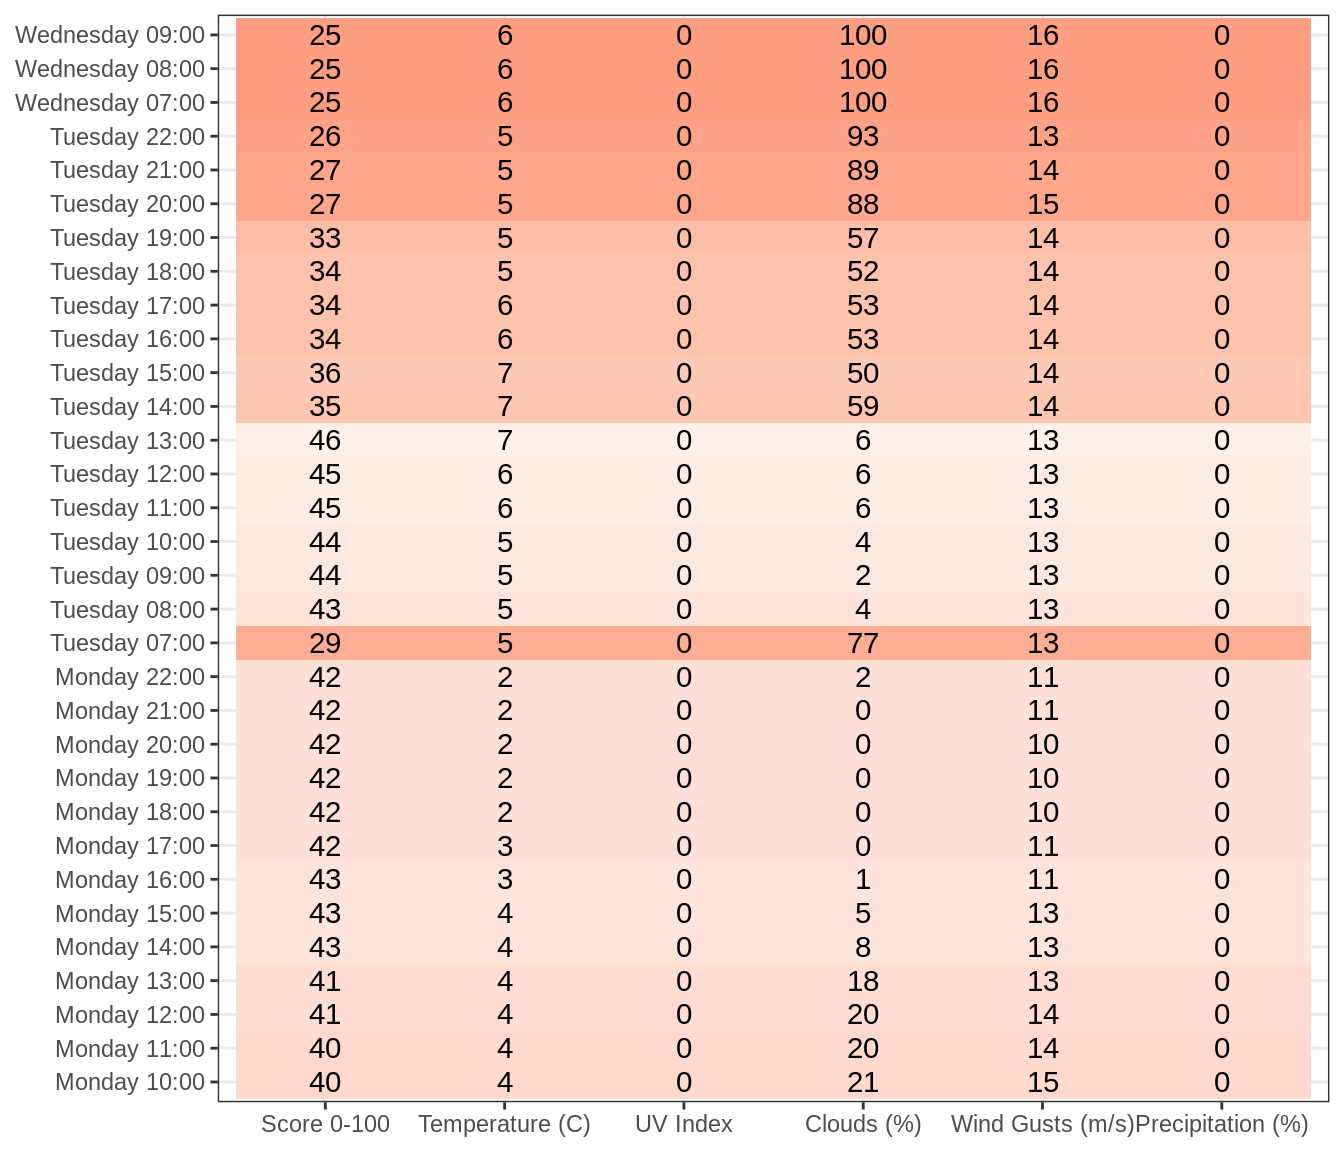 Wednesday 09:00 25 6 0 100 16 0
Wednesday 08:00 25 6 0 100 16 0
Wednesday 07:00 25 6 0 100 16 0
Tuesday 22:00 26 5 0 93 13 0
Tuesday 21:00 27 5 0 89 14 0
Tuesday 20:00 27 5 0 88 15 0
Tuesday 19:00 33 5 0 57 14 0
Tuesday 18:00 34 5 0 52 14 0
Tuesday 17:00 34 6 0 53 14 0
Tuesday 16:00 34 6 0 53 14 0
Tuesday 15:00 36 7 0 50 14 0
Tuesday 14:00 35 7 0 59 14 0
Tuesday 13:00 46 7 0 6 13 0
Tuesday 12:00 45 6 0 6 13 0
Tuesday 11:00 45 6 0 6 13 0
Tuesday 10:00 44 5 0 4 13 0
Tuesday 09:00 44 5 0 2 13 0
Tuesday 08:00 43 5 0 4 13 0
Tuesday 07:00 29 5 0 77 13 0
Monday 22:00 42 2 0 2 11 0
Monday 21:00 42 2 0 0 11 0
Monday 20:00 42 2 0 0 10 0
Monday 19:00 42 2 0 0 10 0
Monday 18:00 42 2 0 0 10 0
Monday 17:00 42 3 0 0 11 0
Monday 16:00 43 3 0 1 11 0
Monday 15:00 43 4 0 5 13 0
Monday 14:00 43 4 0 8 13 0
Monday 13:00 41 4 0 18 13 0
Monday 12:00 41 4 0 20 14 0
Monday 11:00 40 4 0 20 14 0
Monday 10:00 40 4 0 21 15 0
Score 0-100 Temperature (C) UV Index Clouds (%) Wind Gusts (m/s) Precipitation (%)